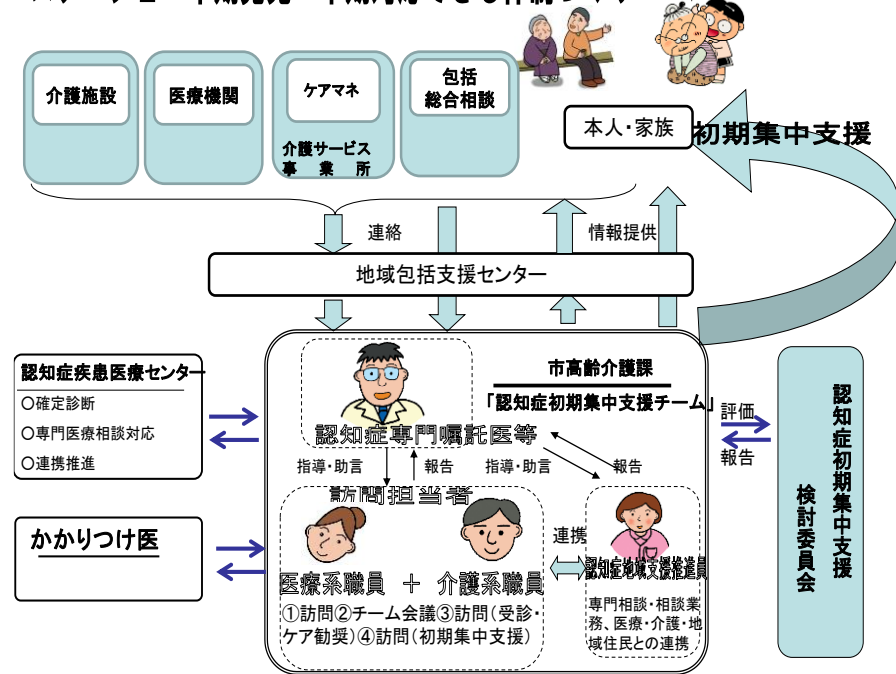 介護施設
医療機関
ケアマネ
介護サービス
事業所
包括
総合相談
本人・家族
初期集中支援
連絡
情報提供
地域包括支援センター
認知症疾患医療センター
○確定診断
○専門医療相談対応
○連携推進
かかりつけ医
市高齢介護課
「認知症初期集中支援チーム」
認知症専門嘱託医等
指導・助言
報告
指導・助言
報告
訪問担当者
医療系職員 + 介護系職員
①訪問②チーム会議③訪問(受診・
ケア勧奨)④訪問(初期集中支援)
連携
認知症地域支援推進員
専門相談・相談業
務、医療・介護・地
域住民との連携
評価
報告
認知症初期集中支援
検討委員会